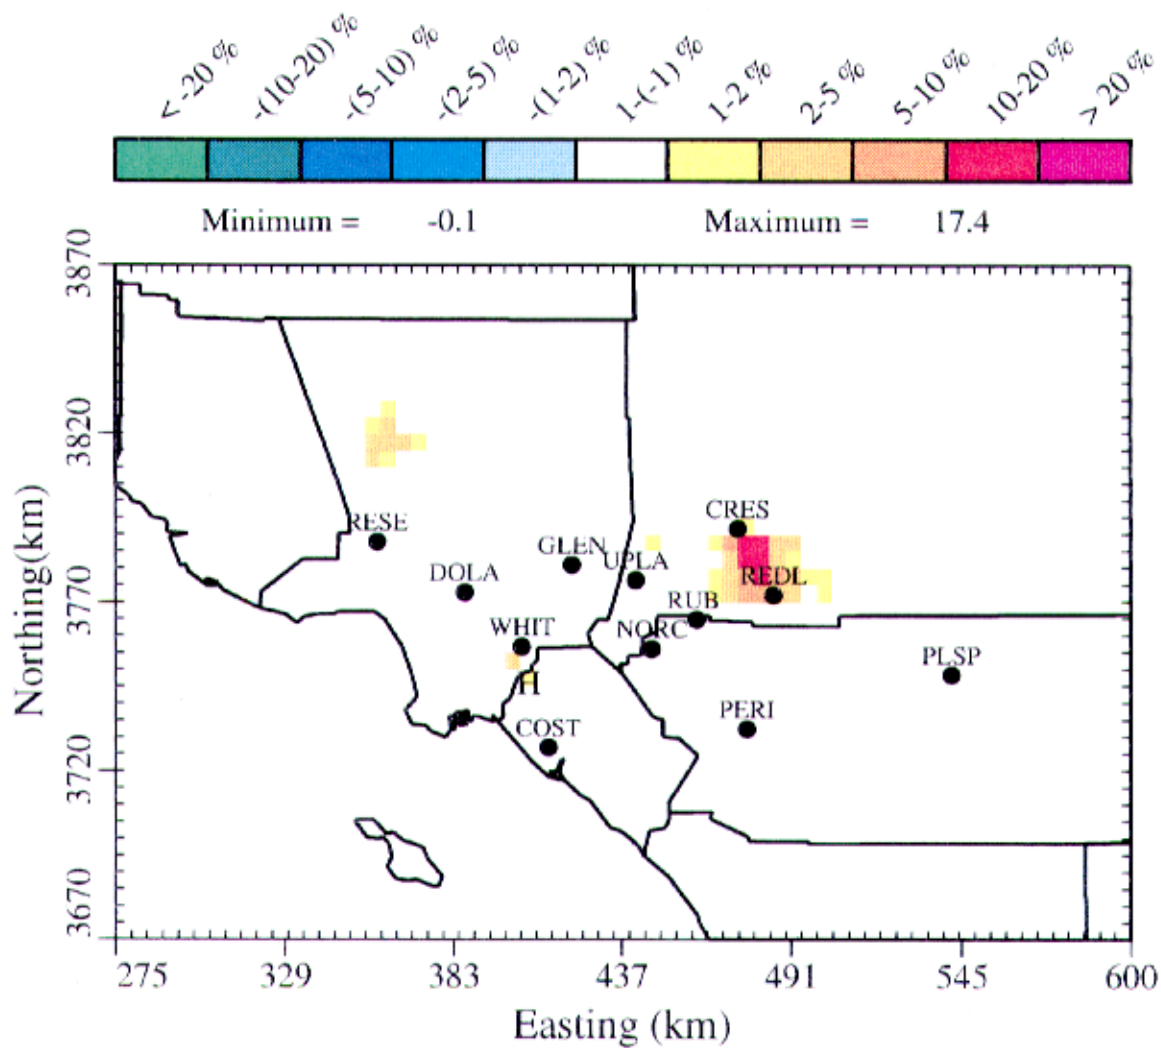 < -20 %
-(10-20) %
-(5-10) %
-(2-5) %
-(1-2) %
1-(-1) %
1-2 %
2-5 %
5-10 %
10-20 %
> 20 %
Minimum = -0.1 Maximum = 17.4
3870
3820
3770
3720
3670
Northing(km)
CRES
RESE
GLEN
UPLA
DOLA
REDL
RUB
WHIT
NORC
PLSP
H
PERI
COST
275 329 383 437 491 545 600
Easting (km)